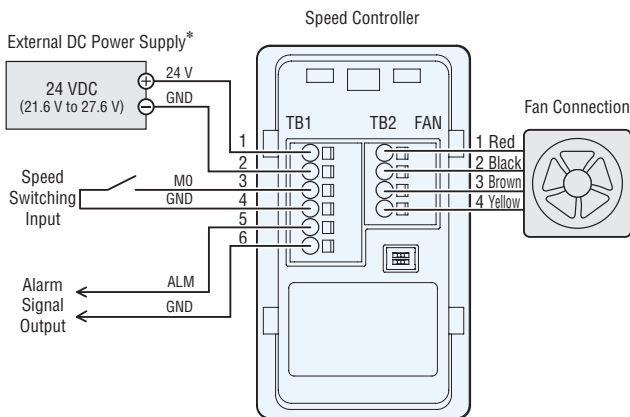 Speed Controller
External DC Power Supply*
24 VDC
(21.6 V to 27.6 V)
24 V
GND
TB1
TB2
FAN
Fan Connection
1
2
3
4
5
6
1 Red
2 Black
3 Brown
4 Yellow
Speed
Switching
Input
M0
GND
Alarm
Signal
Output
ALM
GND